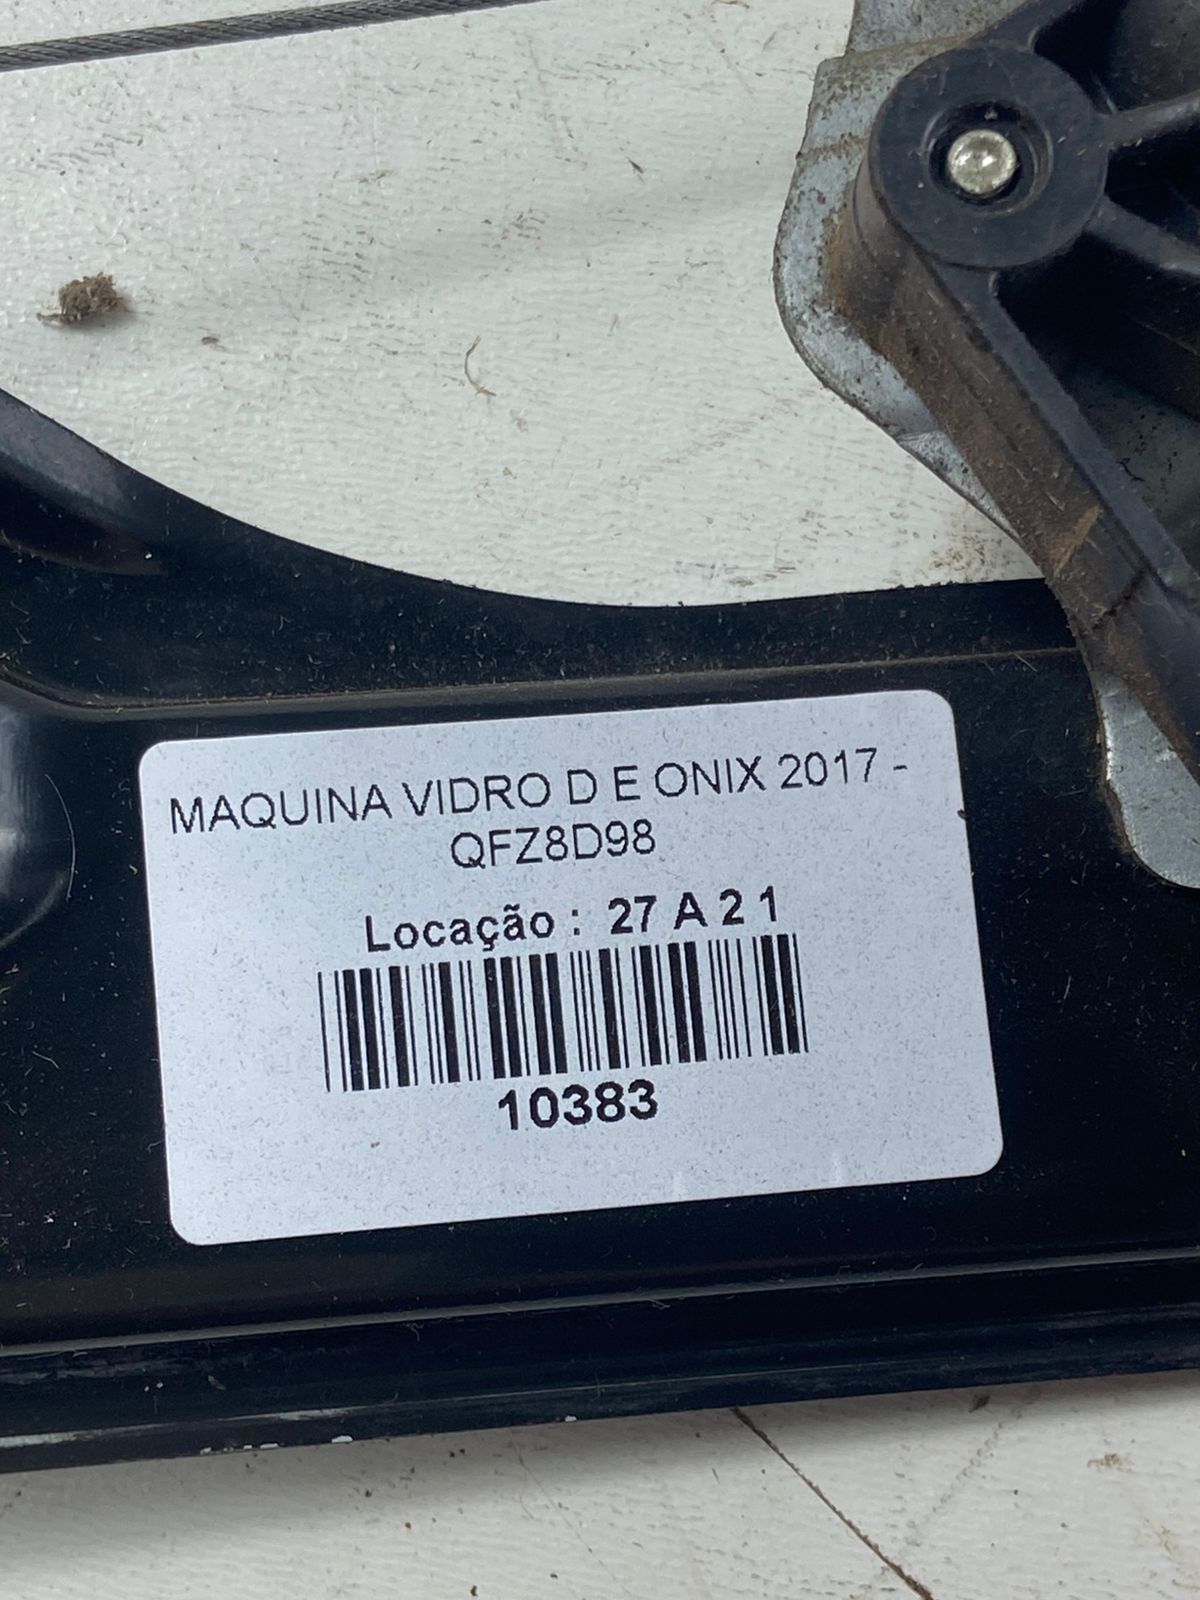 MAQUINA VIDRO D E ONIX 2017 -
QFZ8D98
Locação : 27 A 2 1
10383